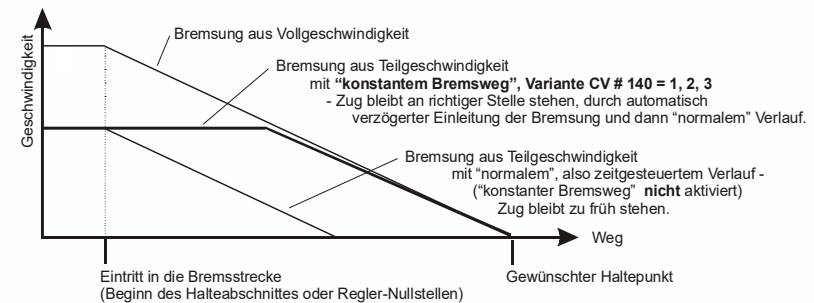 Geschwindigkeit
Bremsung aus Vollgeschwindigkeit
Bremsung aus Teilgeschwindigkeit
mit “konstantem Bremsweg”, Variante CV # 140 = 1, 2, 3
- Zug bleibt an richtiger Stelle stehen, durch automatisch
verzögerter Einleitung der Bremsung und dann “normalem” Verlauf.
Bremsung aus Teilgeschwindigkeit
mit “normalem”, also zeitgesteuertem Verlauf -
(“konstanter Bremsweg” nicht aktiviert)
Zug bleibt zu früh stehen.
Weg
Eintritt in die Bremsstrecke
(Beginn des Halteabschnittes oder Regler-Nullstellen)
Gewünschter Haltepunkt